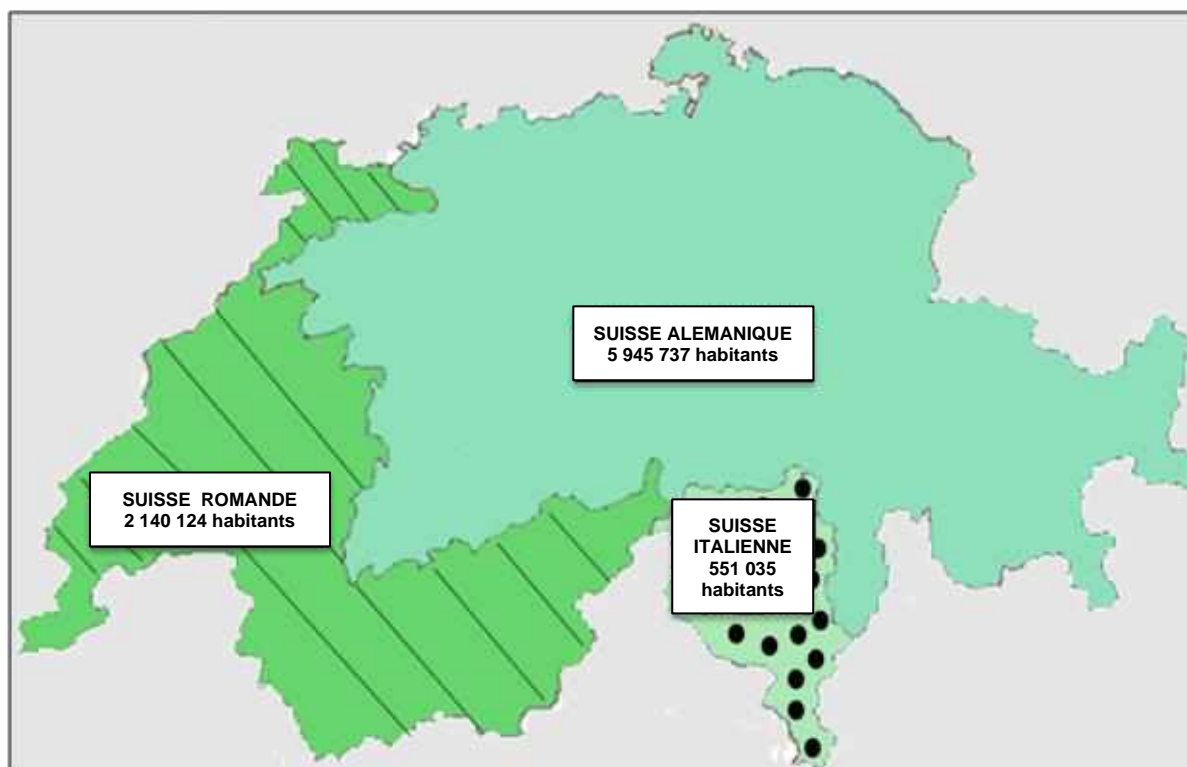 SUISSE ALEMANIQUE
5 945 737 habitants
SUISSE ROMANDE
2 140 124 habitants
SUISSE
ITALIENNE
551 035
habitants